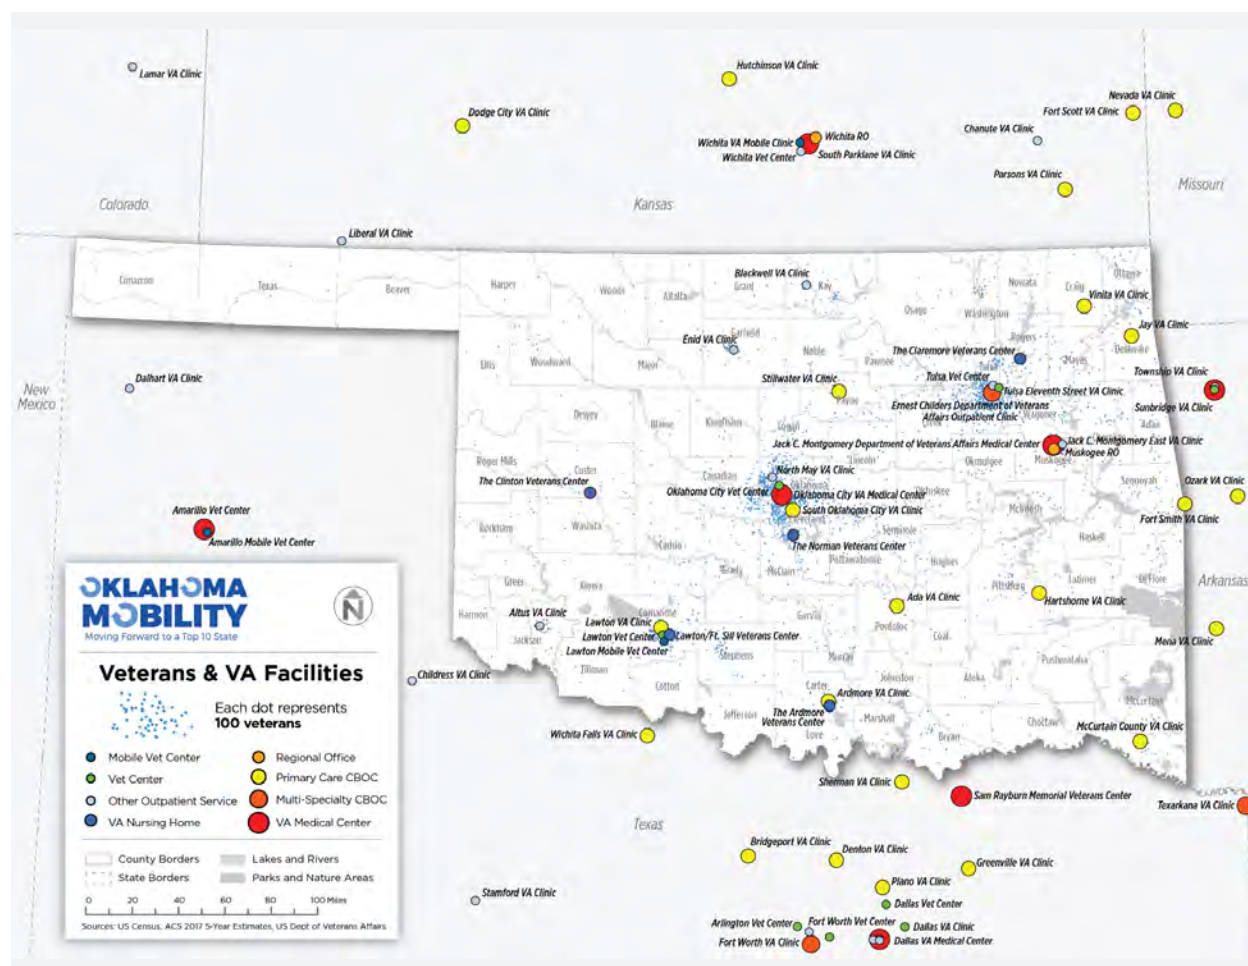 Lamar VA Clinic
Hutchinson VA Clinic
Dodge City VA Clinic
Nevada VA Clinic
Fort Scott VA Clinic
Chanute VA Clinic
Wichita RO
Wichita VA Mobile Clinic
Wichita Vet Center
South Parklane VA Clinic
Parsons VA Clinic
Colorado
Kansas
Missouri
Liberal VA Clinic
Cimarron
Texas
Beaver
Harper
Woods
Alfalfa
Grant
Blackwell VA Clinic
Kay
Osage
Washington
Nowata
Craig
Ottawa
Vinita VA Clinic
Jay VA Clinic
Delaware
Rogers
Mayes
Enid VA Clinic
Garfield
Noble
Pawnee
The Claremore Veterans Center
Ellis
Woodward
Major
New
Mexico
Dalhart VA Clinic
Stillwater VA Clinic
Payne
Tulsa
Tulsa Vet Center
Tulsa Eleventh Street VA Clinic
Ernest Childers Department of Veterans
Affairs Outpatient Clinic
Creek
Wagoner
Township VA Clinic
Sunbridge VA Clinic
Adair
Dewey
Blaine
Kingfisher
Logan
Jack C. Montgomery Department of Veterans Affairs Medical Center
Jack C. Montgomery East VA Clinic
Muskogee RO
Muskogee
Okmulgee
Lincoln
Roger Mills
Custer
The Clinton Veterans Center
Canadian
North May VA Clinic
Oklahoma
Oklahoma City Vet Center
Oklahoma City VA Medical Center
South Oklahoma City VA Clinic
Cleveland
Okfuskee
McIntosh
Sequoyah
Ozark VA Clinic
Fort Smith VA Clinic
Amarillo Vet Center
Amarillo Mobile Vet Center
Beckham
Washita
Caddo
Grady
McClain
The Norman Veterans Center
Pottawatomie
Seminole
Hughes
Haskell
Pittsburg
Latimer
LeFlore
Arkansas
Hartshorne VA Clinic
Greer
Kiowa
Harmon
Jackson
Altus VA Clinic
Comanche
Lawton VA Clinic
Lawton Vet Center
Lawton/Ft. Sill Veterans Center
Lawton Mobile Vet Center
Tillman
Cotton
Stephens
Garvin
Murray
Ada VA Clinic
Pontotoc
Coal
Mena VA Clinic
Childress VA Clinic
Johnston
Atoka
Pushmataha
Carter
Ardmore VA Clinic
The Ardmore
Veterans Center
Jefferson
Love
Marshall
Bryan
Choctaw
McCurtain
McCurtain County VA Clinic
Wichita Falls VA Clinic
Sherman VA Clinic
Sam Rayburn Memorial Veterans Center
Texarkana VA Clinic
Texas
Bridgeport VA Clinic
Denton VA Clinic
Greenville VA Clinic
Plano VA Clinic
Dallas Vet Center
Stamford VA Clinic
Arlington Vet Center
Fort Worth Vet Center
Dallas VA Clinic
Fort Worth VA Clinic
Dallas VA Medical Center
OKLAHOMA
MOBILITY
Moving Forward to a Top 10 State
N
Veterans & VA Facilities
Each dot represents
100 veterans
Mobile Vet Center
Regional Office
Vet Center
Primary Care CBOC
Other Outpatient Service
Multi-Specialty CBOC
VA Nursing Home
VA Medical Center
County Borders
Lakes and Rivers
State Borders
Parks and Nature Areas
0 20 40 60 80 100 Miles
Sources: US Census, ACS 2017 5-Year Estimates, US Dept of Veterans Affairs